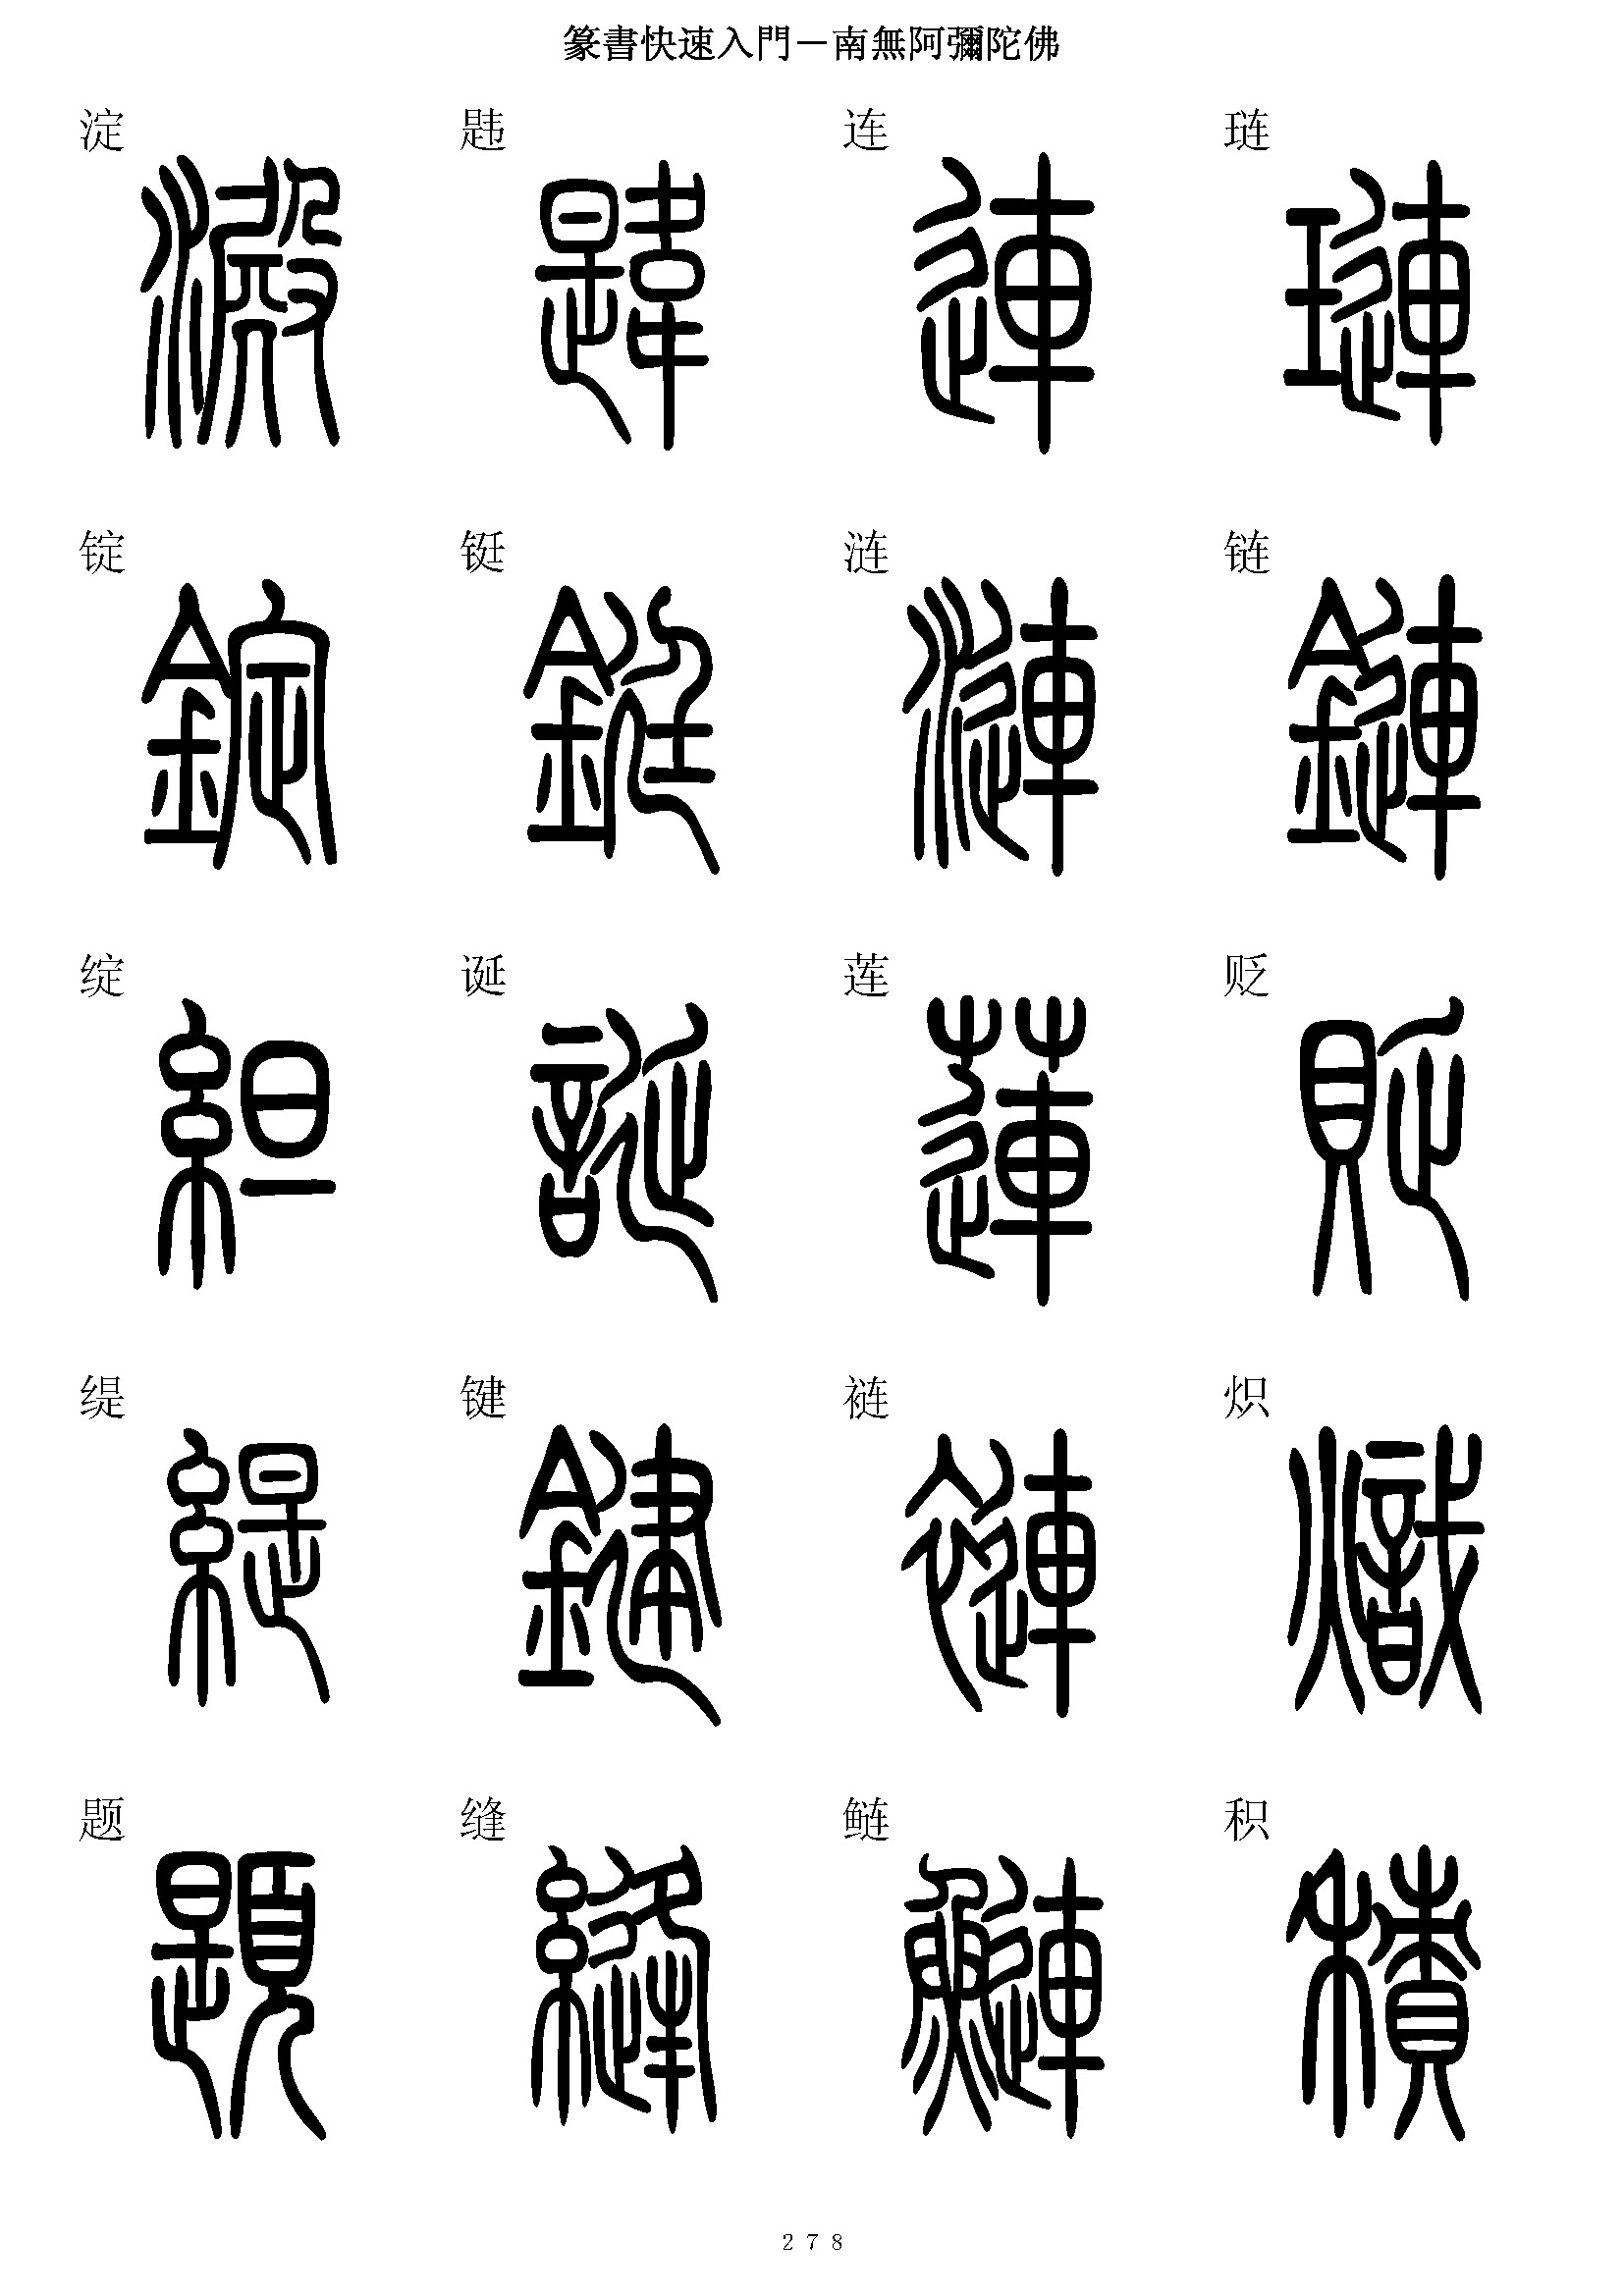 篆書快速入門－南無阿彌陀佛
淀 韪 连 琏
锭 铤 涟 链
绽 诞 莲 贬
缇 键 裢 炽
题 缝 鲢 积
278